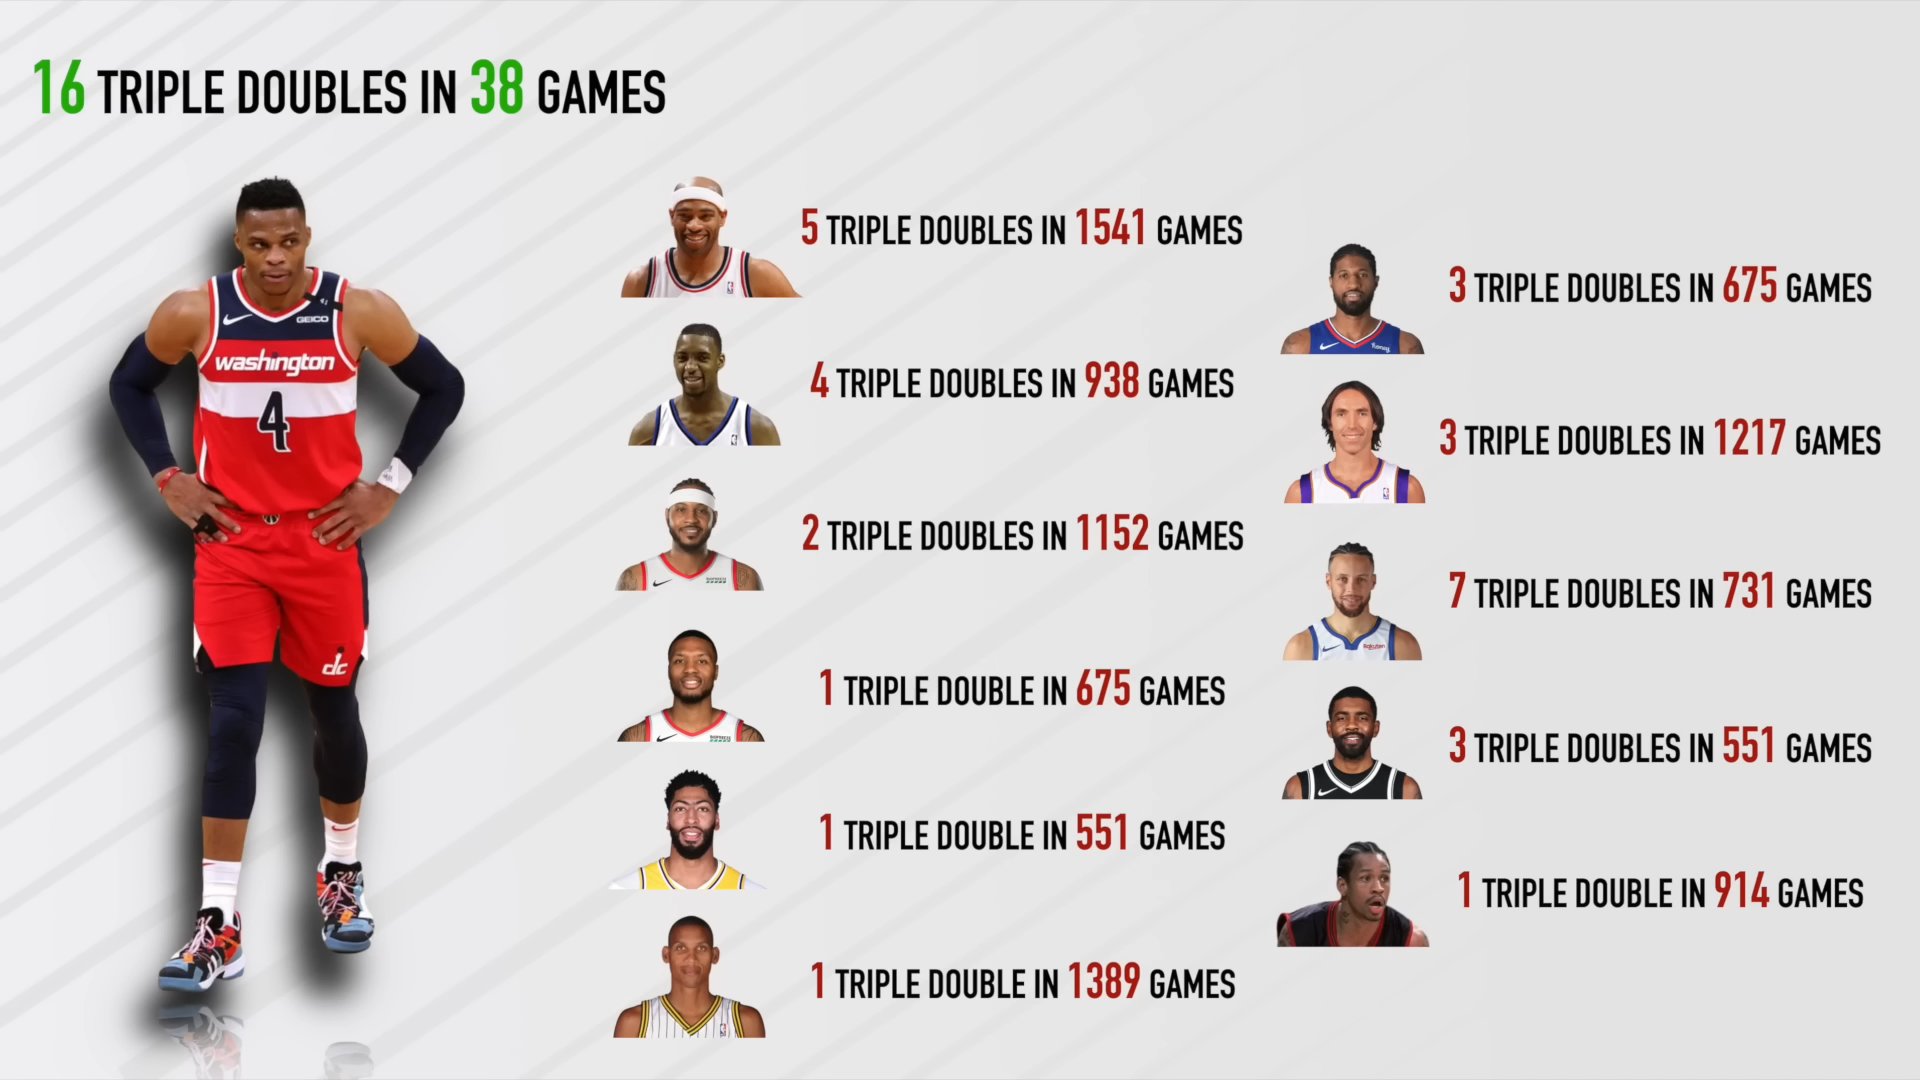 16 TRIPLE DOUBLES IN 38 GAMES
GEICO
washington
4
dc
5 TRIPLE DOUBLES IN 1541 GAMES
4 TRIPLE DOUBLES IN 938 GAMES
2 TRIPLE DOUBLES IN 1152 GAMES
1 TRIPLE DOUBLE IN 675 GAMES
1 TRIPLE DOUBLE IN 551 GAMES
1 TRIPLE DOUBLE IN 1389 GAMES
3 TRIPLE DOUBLES IN 675 GAMES
3 TRIPLE DOUBLES IN 1217 GAMES
7 TRIPLE DOUBLES IN 731 GAMES
Rakuten
3 TRIPLE DOUBLES IN 551 GAMES
1 TRIPLE DOUBLE IN 914 GAMES